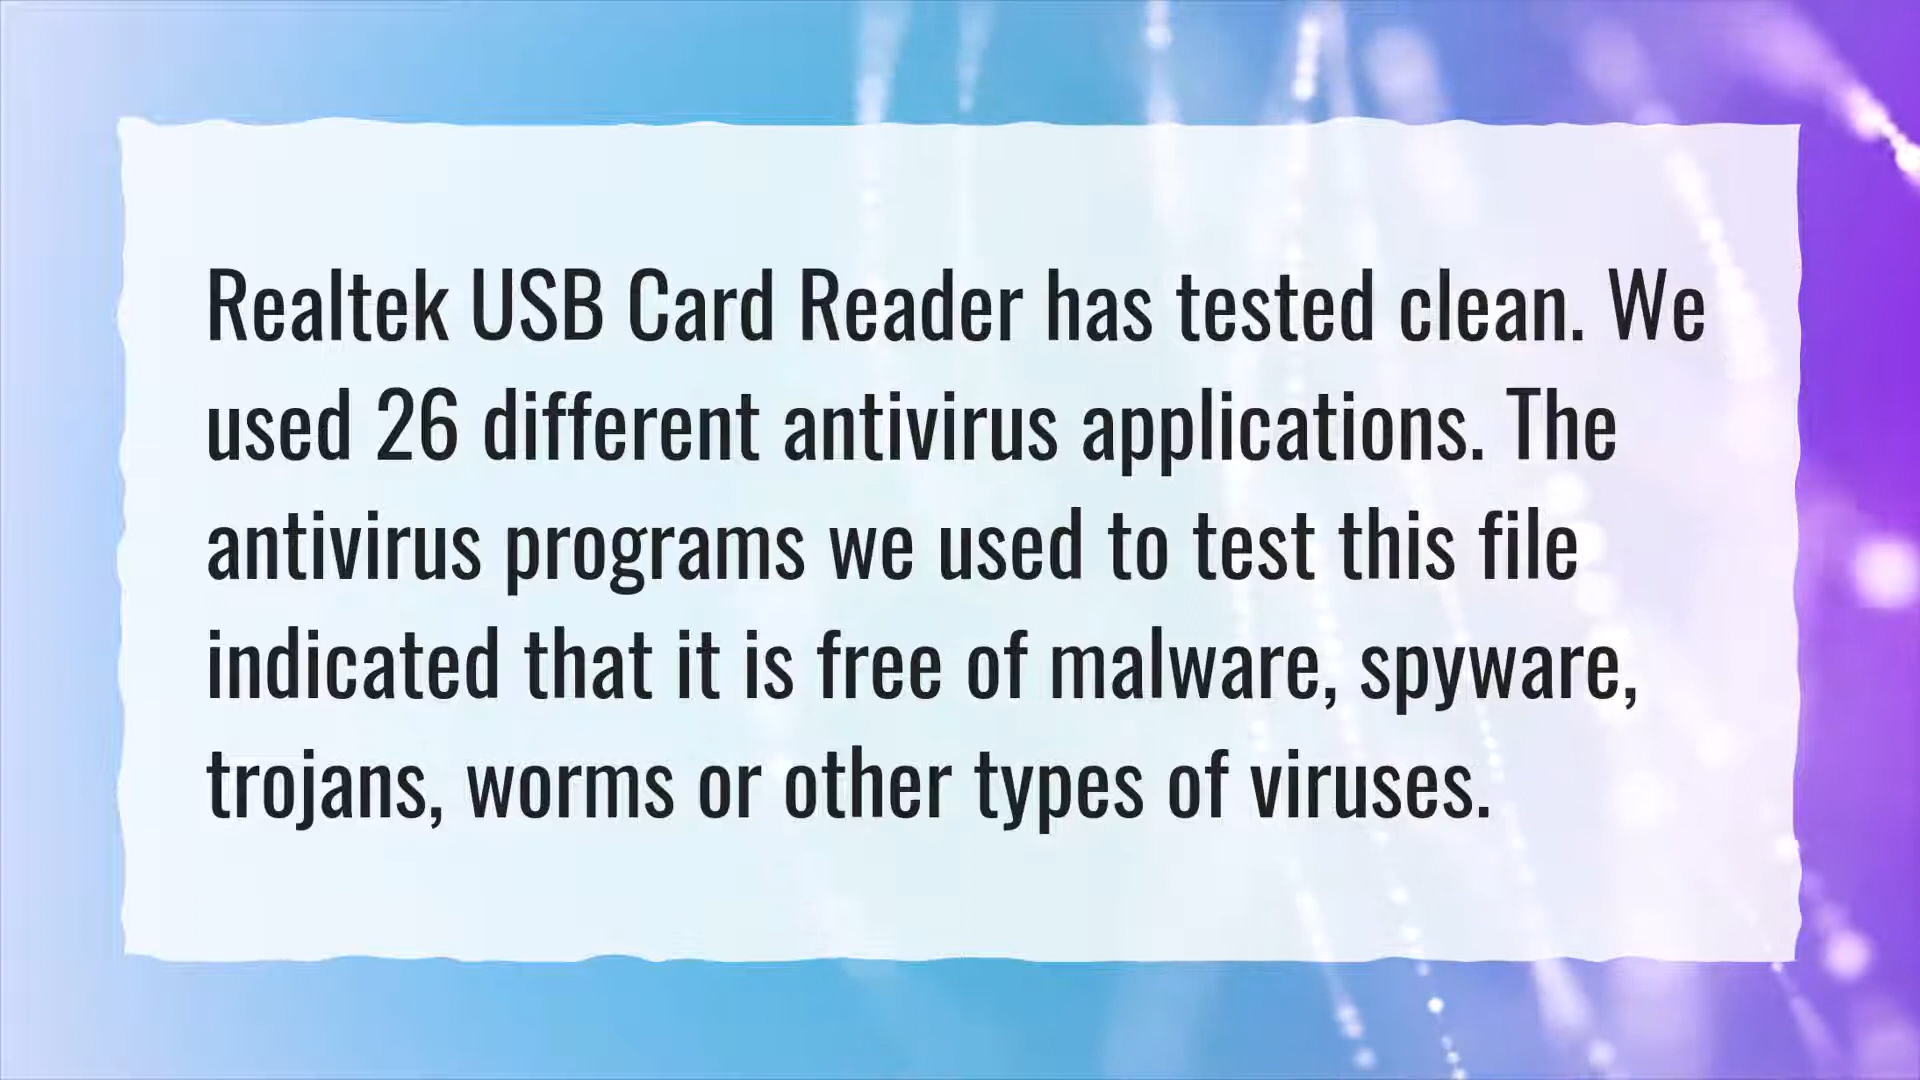 Realtek USB Card Reader has tested clean. We
used 26 different antivirus applications. The
antivirus programs we used to test this file
indicated that it is free of malware, spyware,
trojans, worms or other types of viruses.